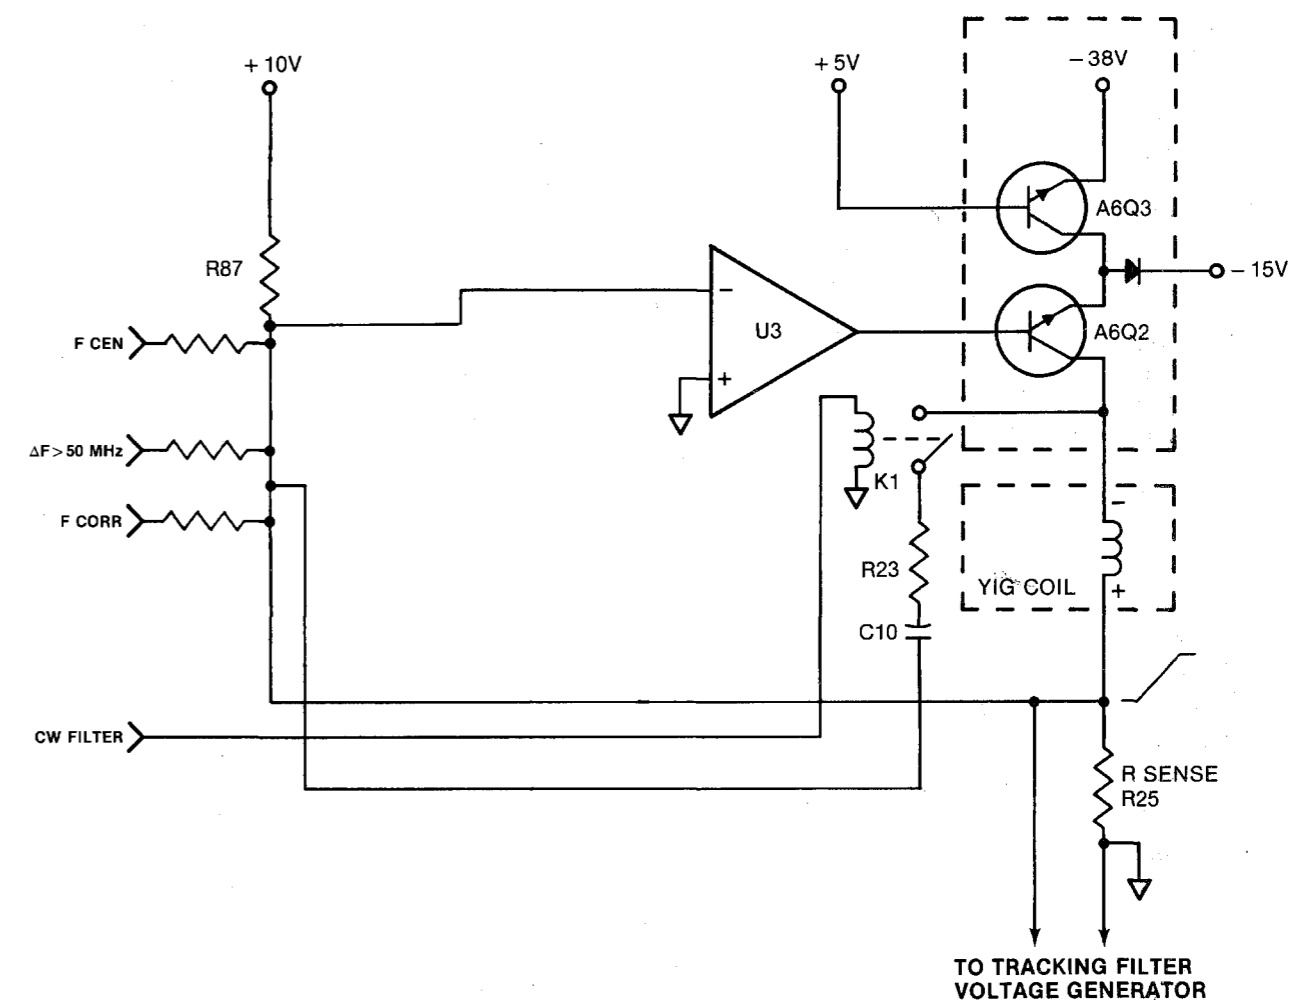 + 10V
+ 5V
– 38V
A6Q3
R87
– 15V
–
U3
A6Q2
F CEN
+
ΔF > 50 MHz
K1
–
F CORR
R23
YIG COIL
+
C10
CW FILTER
R SENSE
R25
TO TRACKING FILTER
VOLTAGE GENERATOR